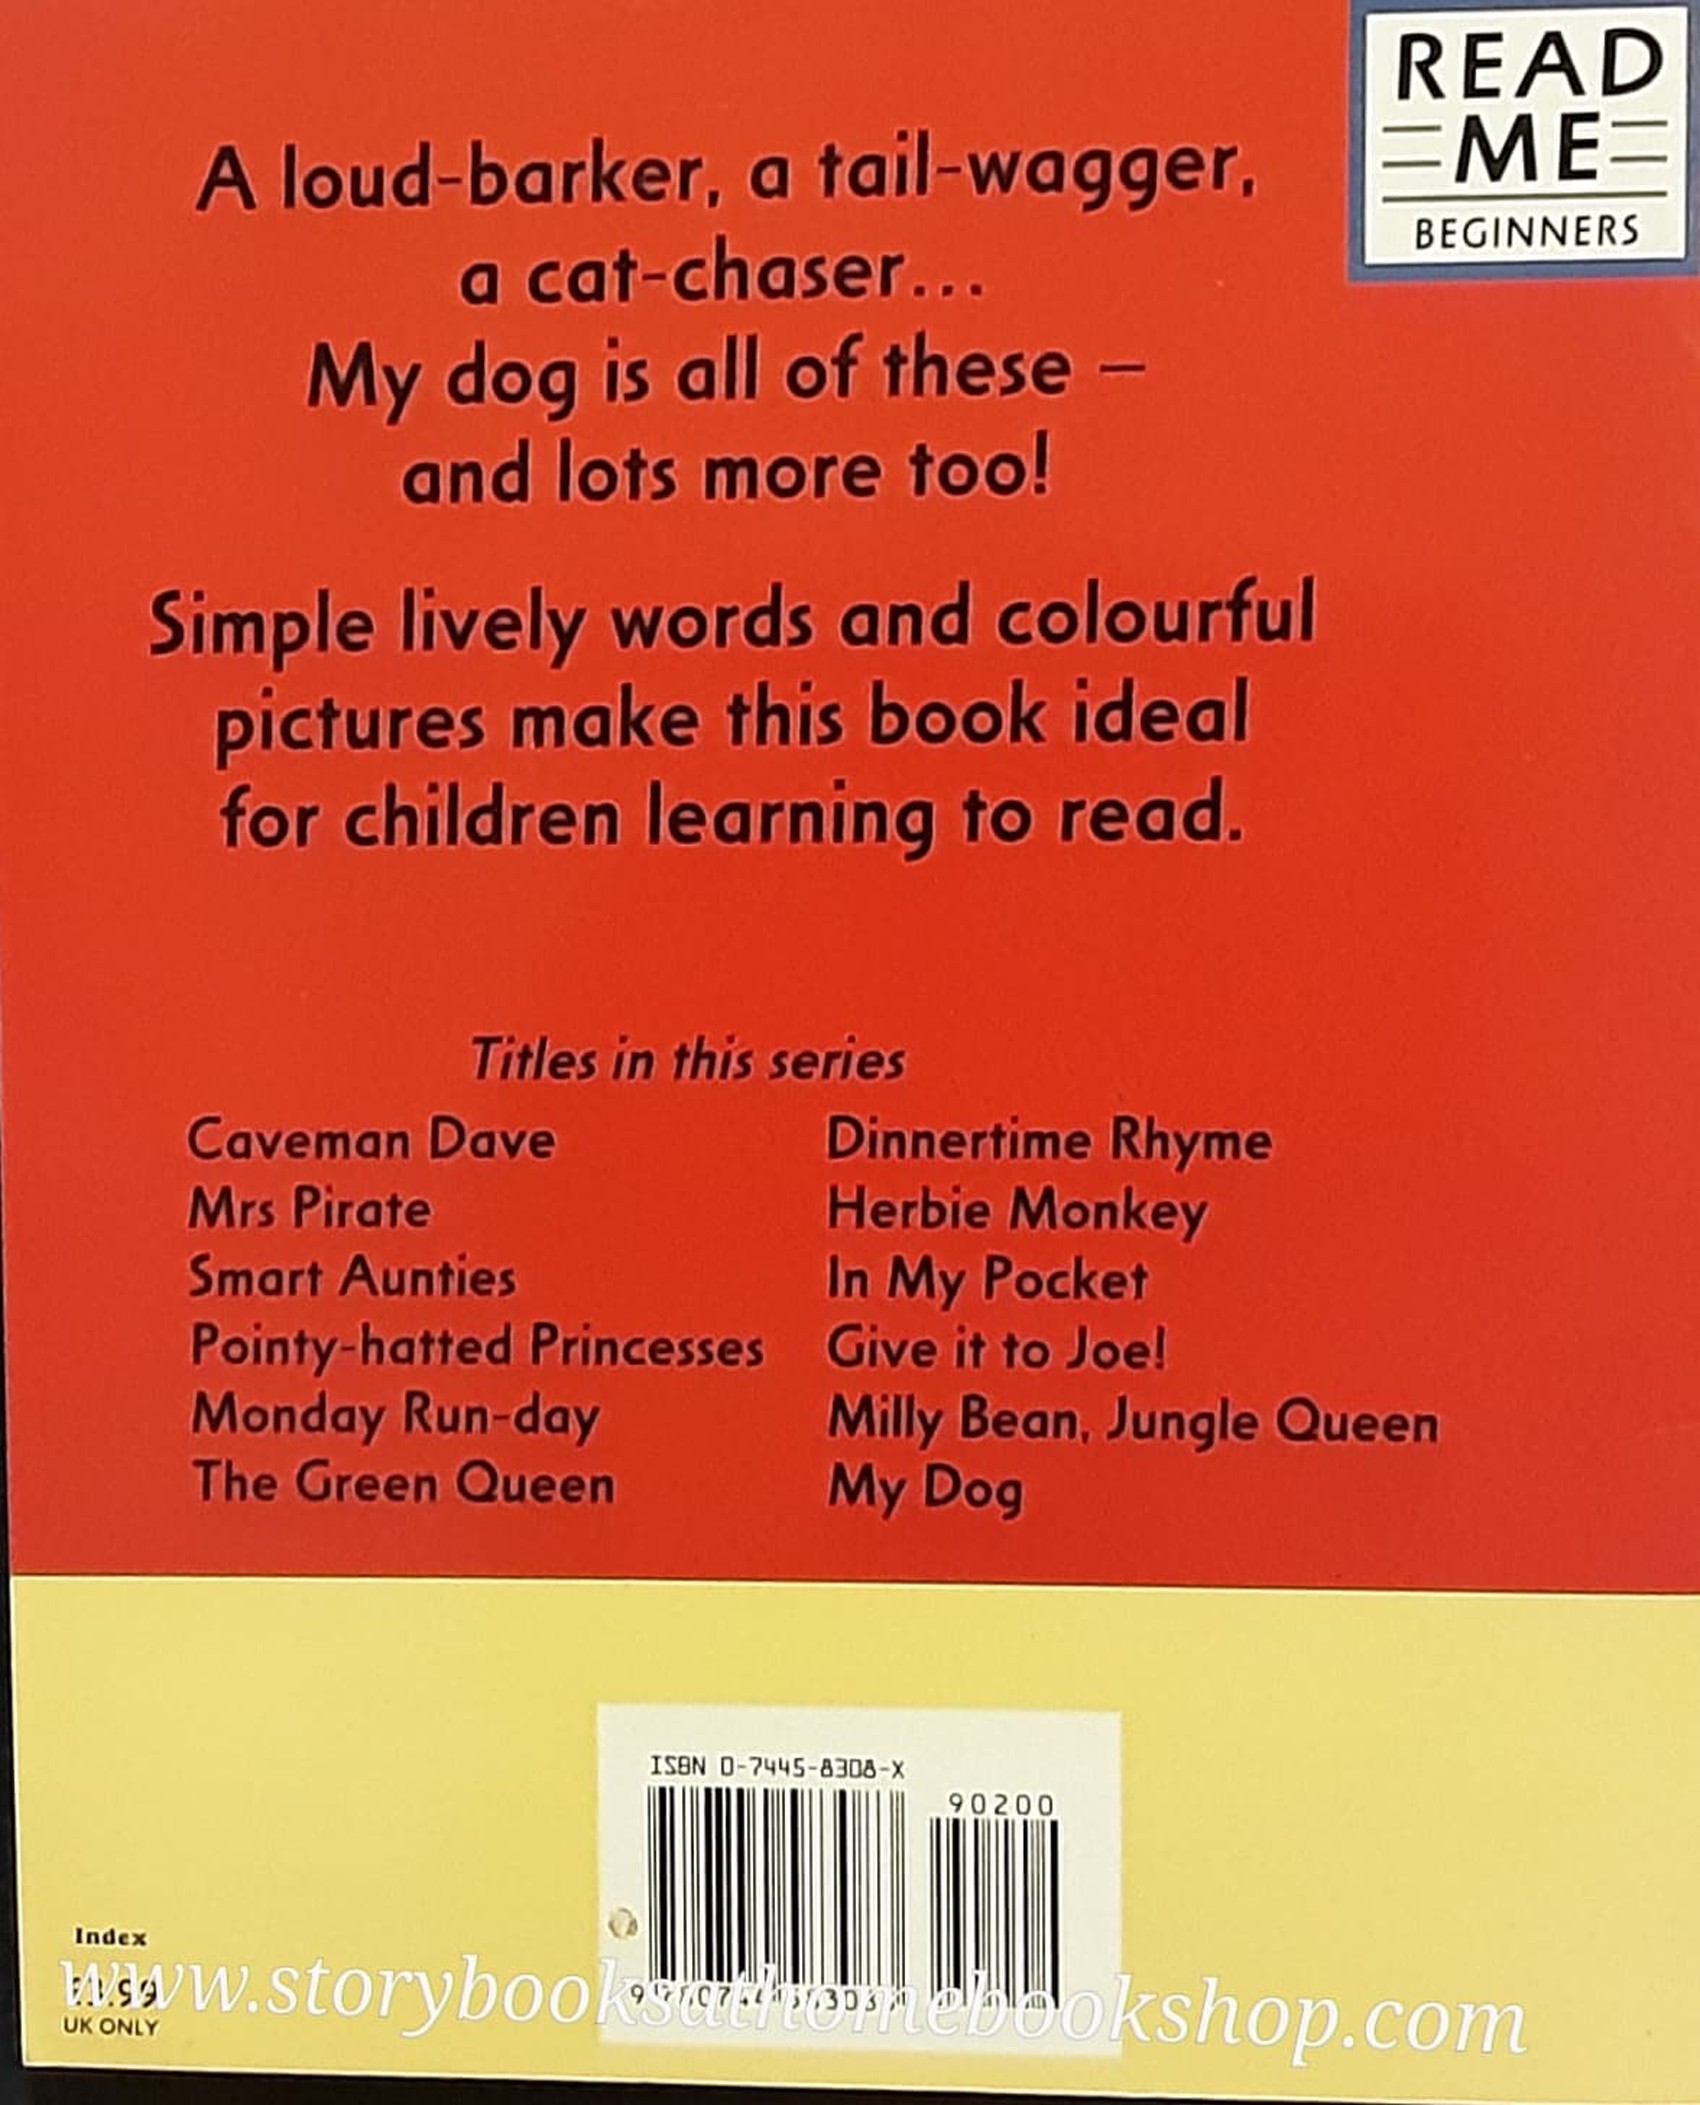 READ
ME
BEGINNERS
A loud-barker, a tail-wagger,
a cat-chaser...
My dog is all of these –
and lots more too!
Simple lively words and colourful
pictures make this book ideal
for children learning to read.
Titles in this series
Caveman Dave
Mrs Pirate
Smart Aunties
Pointy-hatted Princesses
Monday Run-day
The Green Queen
Dinnertime Rhyme
Herbie Monkey
In My Pocket
Give it to Joe!
Milly Bean, Jungle Queen
My Dog
ISBN 0-7445-8308-X
90200
Index
UK ONLY
www.storybooksathomebookshop.com